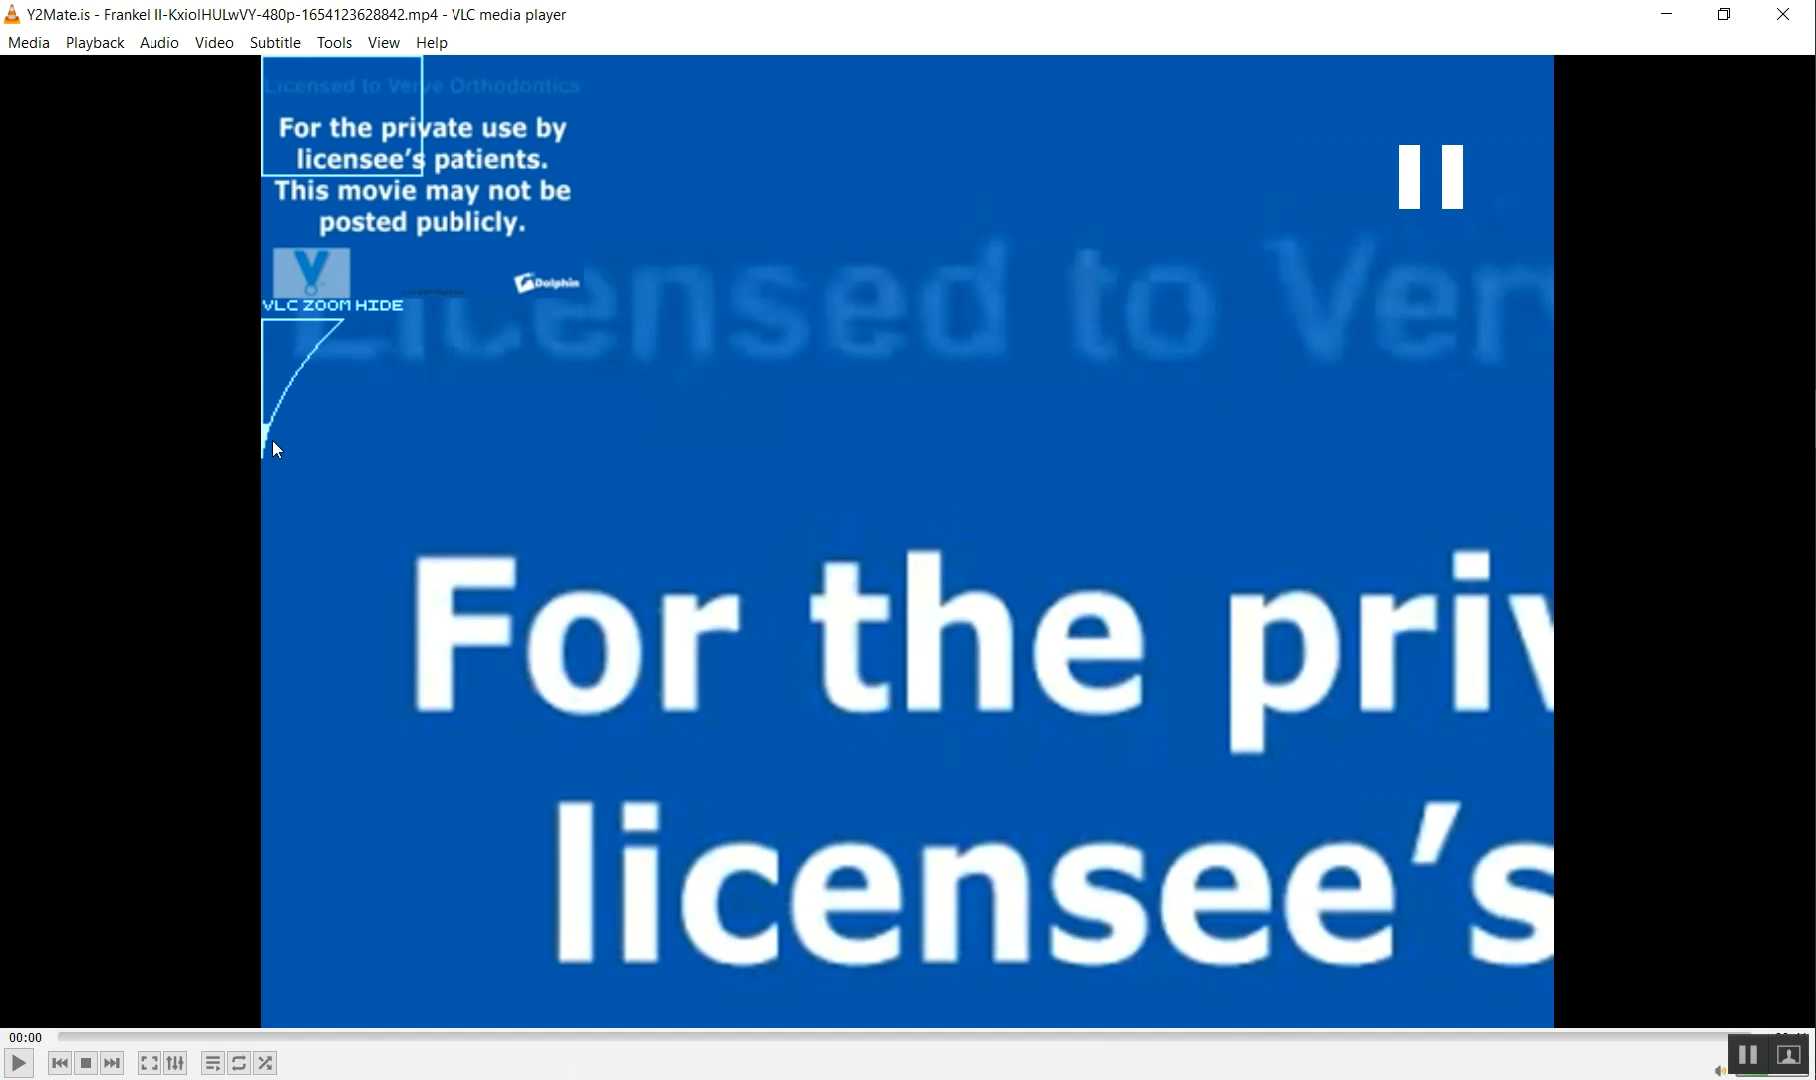 Y2Mate.is - Frankel II-KxioIHULwVY-480p-1654123628842.mp4 - VLC media player
Media Playback Audio Video Subtitle Tools View Help
Licensed to Verve Orthodontics
For the private use by
licensee's patients.
This movie may not be
posted publicly.
Dolphin
VLC ZOOM HIDE
Licensed to Ver
For the priv
licensee's
00:00